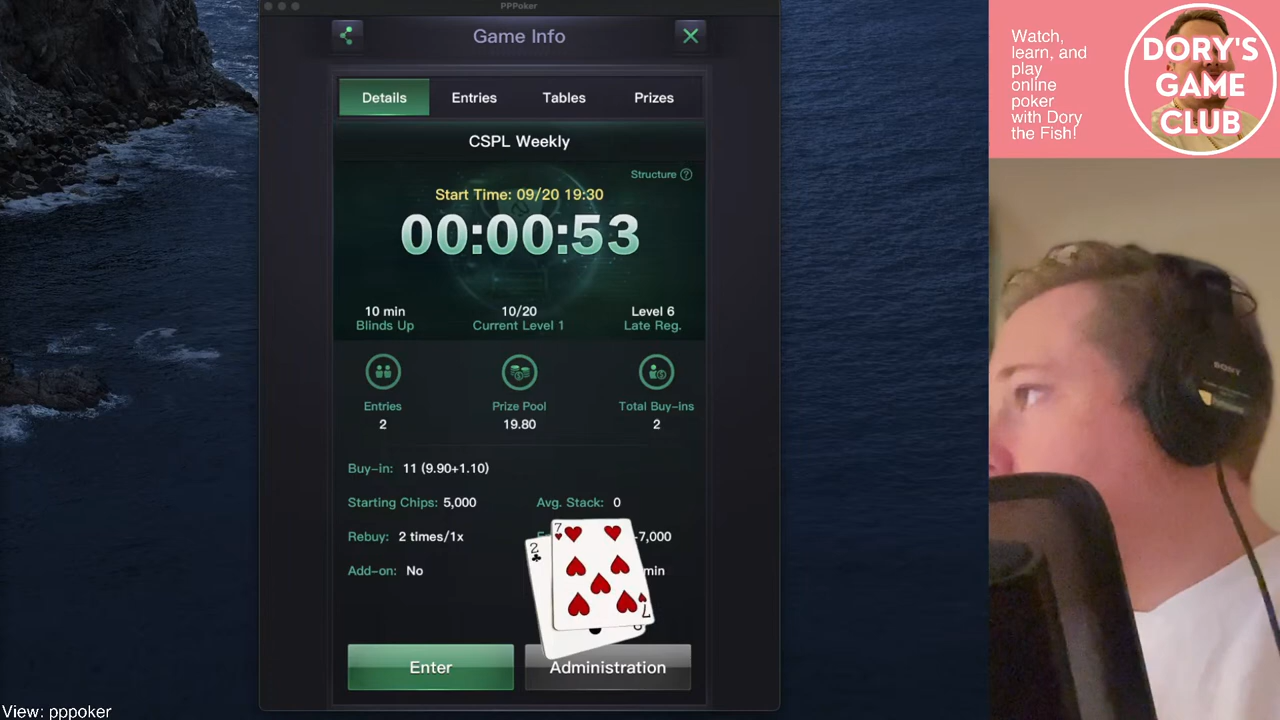 PPPoker
Game Info
Details
Entries
Tables
Prizes
CSPL Weekly
Structure ?
Start Time: 09/20 19:30
00:00:53
10 min
Blinds Up
10/20
Current Level 1
Level 6
Late Reg.
Entries
2
Prize Pool
19.80
Total Buy-ins
2
Buy-in: 11 (9.90+1.10)
Starting Chips: 5,000
Avg. Stack: 0
Rebuy: 2 times/1x
7,000
Add-on: No
min
2
7
7
Enter
Administration
View: pppoker
Watch,
learn, and
play
online
poker
with Dory
the Fish!
DORY'S
GAME
CLUB
SONY